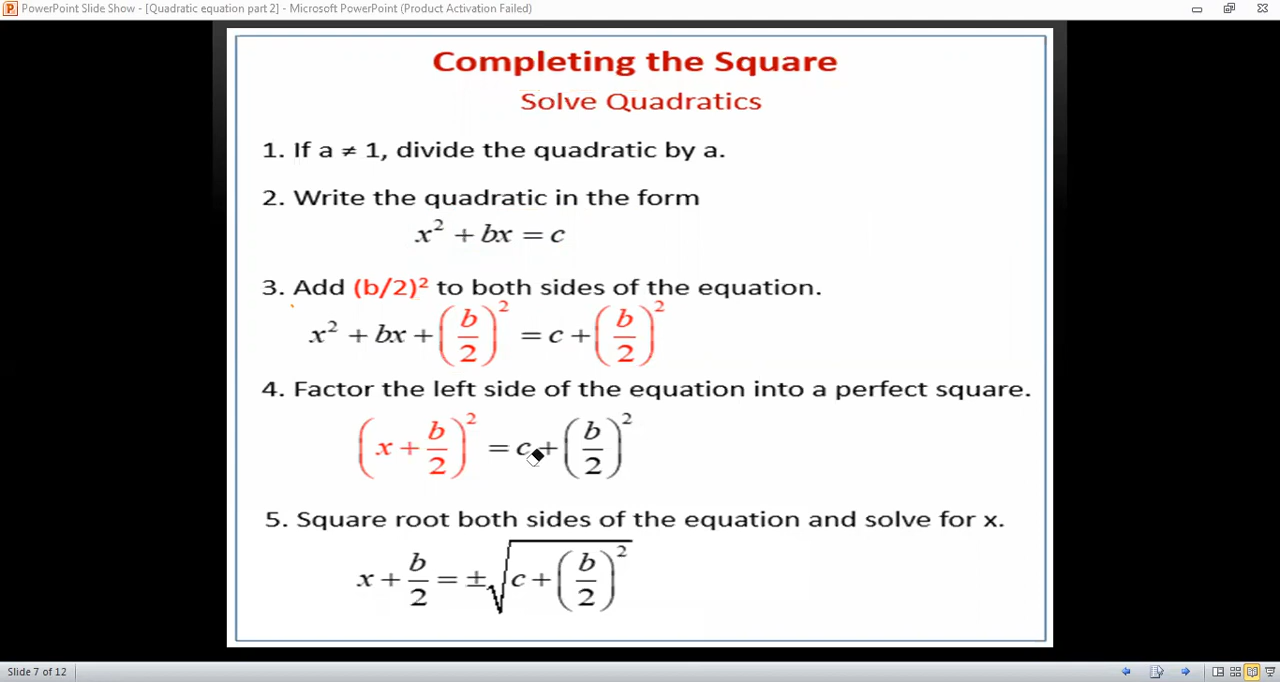 PowerPoint Slide Show - [Quadratic equation part 2] - Microsoft PowerPoint (Product Activation Failed)
Completing the Square
Solve Quadratics
1. If a ≠ 1, divide the quadratic by a.
2. Write the quadratic in the form
x² + bx = c
3. Add (b/2)² to both sides of the equation.
x² + bx + (b/2)² = c + (b/2)²
4. Factor the left side of the equation into a perfect square.
(x + b/2)² = c + (b/2)²
5. Square root both sides of the equation and solve for x.
x + b/2 = ±√(c + (b/2)²)
Slide 7 of 12